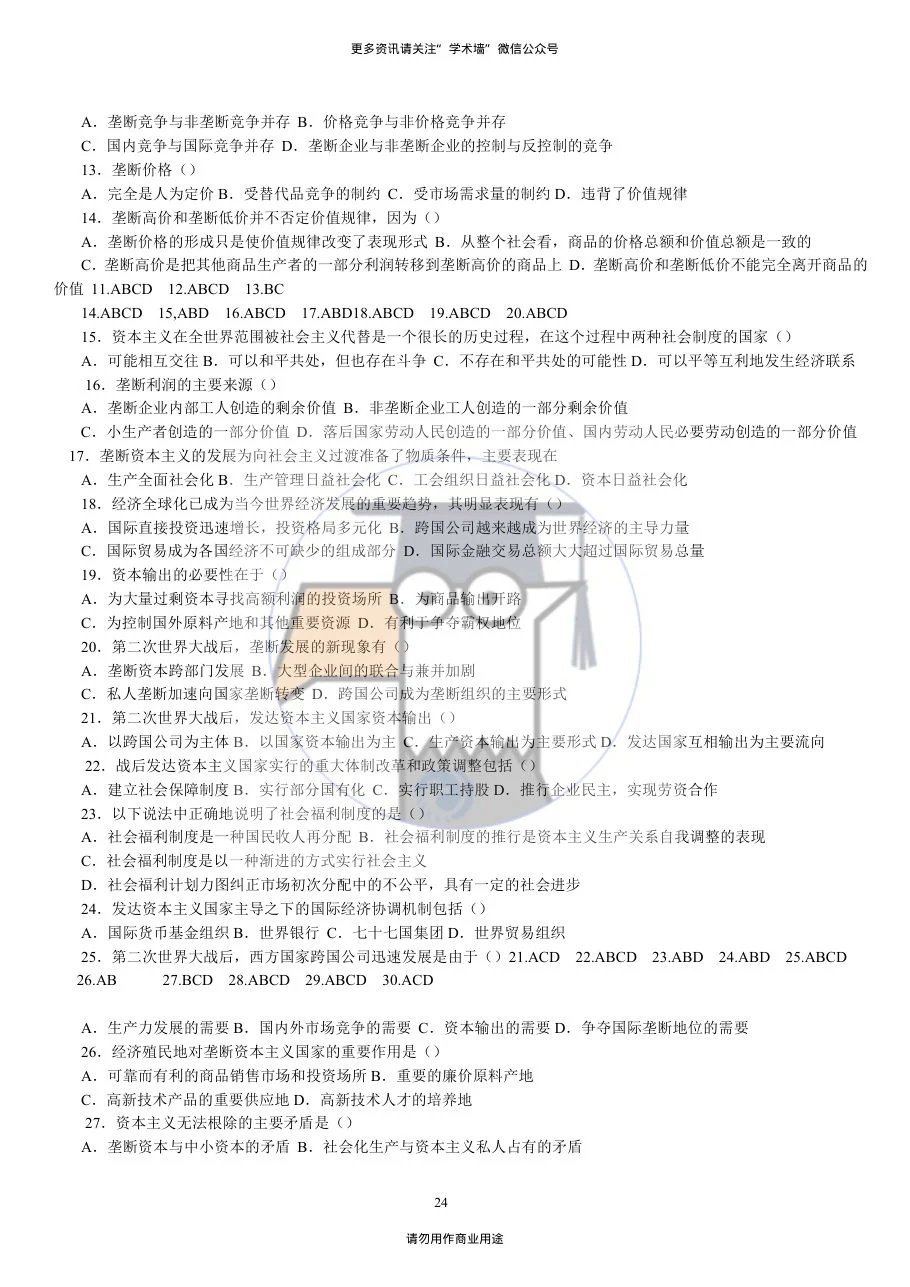 更多资讯请关注“学术墙”微信公众号
A．垄断竞争与非垄断竞争并存 B．价格竞争与非价格竞争并存
C．国内竞争与国际竞争并存 D．垄断企业与非垄断企业的控制与反控制的竞争
13．垄断价格（）
A．完全是人为定价 B．受替代品竞争的制约 C．受市场需求量的制约 D．违背了价值规律
14．垄断高价和垄断低价并不否定价值规律，因为（）
A．垄断价格的形成只是使价值规律改变了表现形式 B．从整个社会看，商品的价格总额和价值总额是一致的
C．垄断高价是把其他商品生产者的一部分利润转移到垄断高价的商品上 D．垄断高价和垄断低价不能完全离开商品的
价值 11.ABCD 12.ABCD 13.BC
14.ABCD 15,ABD 16.ABCD 17.ABD18.ABCD 19.ABCD 20.ABCD
15．资本主义在全世界范围被社会主义代替是一个很长的历史过程，在这个过程中两种社会制度的国家（）
A．可能相互交往 B．可以和平共处，但也存在斗争 C．不存在和平共处的可能性 D．可以平等互利地发生经济联系
16．垄断利润的主要来源（）
A．垄断企业内部工人创造的剩余价值 B．非垄断企业工人创造的一部分剩余价值
C．小生产者创造的一部分价值 D．落后国家劳动人民创造的一部分价值、国内劳动人民必要劳动创造的一部分价值
17．垄断资本主义的发展为向社会主义过渡准备了物质条件，主要表现在
A．生产全面社会化 B．生产管理日益社会化 C．工会组织日益社会化 D．资本日益社会化
18．经济全球化已成为当今世界经济发展的重要趋势，其明显表现有（）
A．国际直接投资迅速增长，投资格局多元化 B．跨国公司越来越成为世界经济的主导力量
C．国际贸易成为各国经济不可缺少的组成部分 D．国际金融交易总额大大超过国际贸易总量
19．资本输出的必要性在于（）
A．为大量过剩资本寻找高额利润的投资场所 B．为商品输出开路
C．为控制国外原料产地和其他重要资源 D．有利于争夺霸权地位
20．第二次世界大战后，垄断发展的新现象有（）
A．垄断资本跨部门发展 B．大型企业间的联合与兼并加剧
C．私人垄断加速向国家垄断转变 D．跨国公司成为垄断组织的主要形式
21．第二次世界大战后，发达资本主义国家资本输出（）
A．以跨国公司为主体 B．以国家资本输出为主 C．生产资本输出为主要形式 D．发达国家互相输出为主要流向
22．战后发达资本主义国家实行的重大体制改革和政策调整包括（）
A．建立社会保障制度 B．实行部分国有化 C．实行职工持股 D．推行企业民主，实现劳资合作
23．以下说法中正确地说明了社会福利制度的是（）
A．社会福利制度是一种国民收人再分配 B．社会福利制度的推行是资本主义生产关系自我调整的表现
C．社会福利制度是以一种渐进的方式实行社会主义
D．社会福利计划力图纠正市场初次分配中的不公平，具有一定的社会进步
24．发达资本主义国家主导之下的国际经济协调机制包括（）
A．国际货币基金组织 B．世界银行 C．七十七国集团 D．世界贸易组织
25．第二次世界大战后，西方国家跨国公司迅速发展是由于（）21.ACD 22.ABCD 23.ABD 24.ABD 25.ABCD
26.AB 27.BCD 28.ABCD 29.ABCD 30.ACD
A．生产力发展的需要 B．国内外市场竞争的需要 C．资本输出的需要 D．争夺国际垄断地位的需要
26．经济殖民地对垄断资本主义国家的重要作用是（）
A．可靠而有利的商品销售市场和投资场所 B．重要的廉价原料产地
C．高新技术产品的重要供应地 D．高新技术人才的培养地
27．资本主义无法根除的主要矛盾是（）
A．垄断资本与中小资本的矛盾 B．社会化生产与资本主义私人占有的矛盾
24
请勿用作商业用途